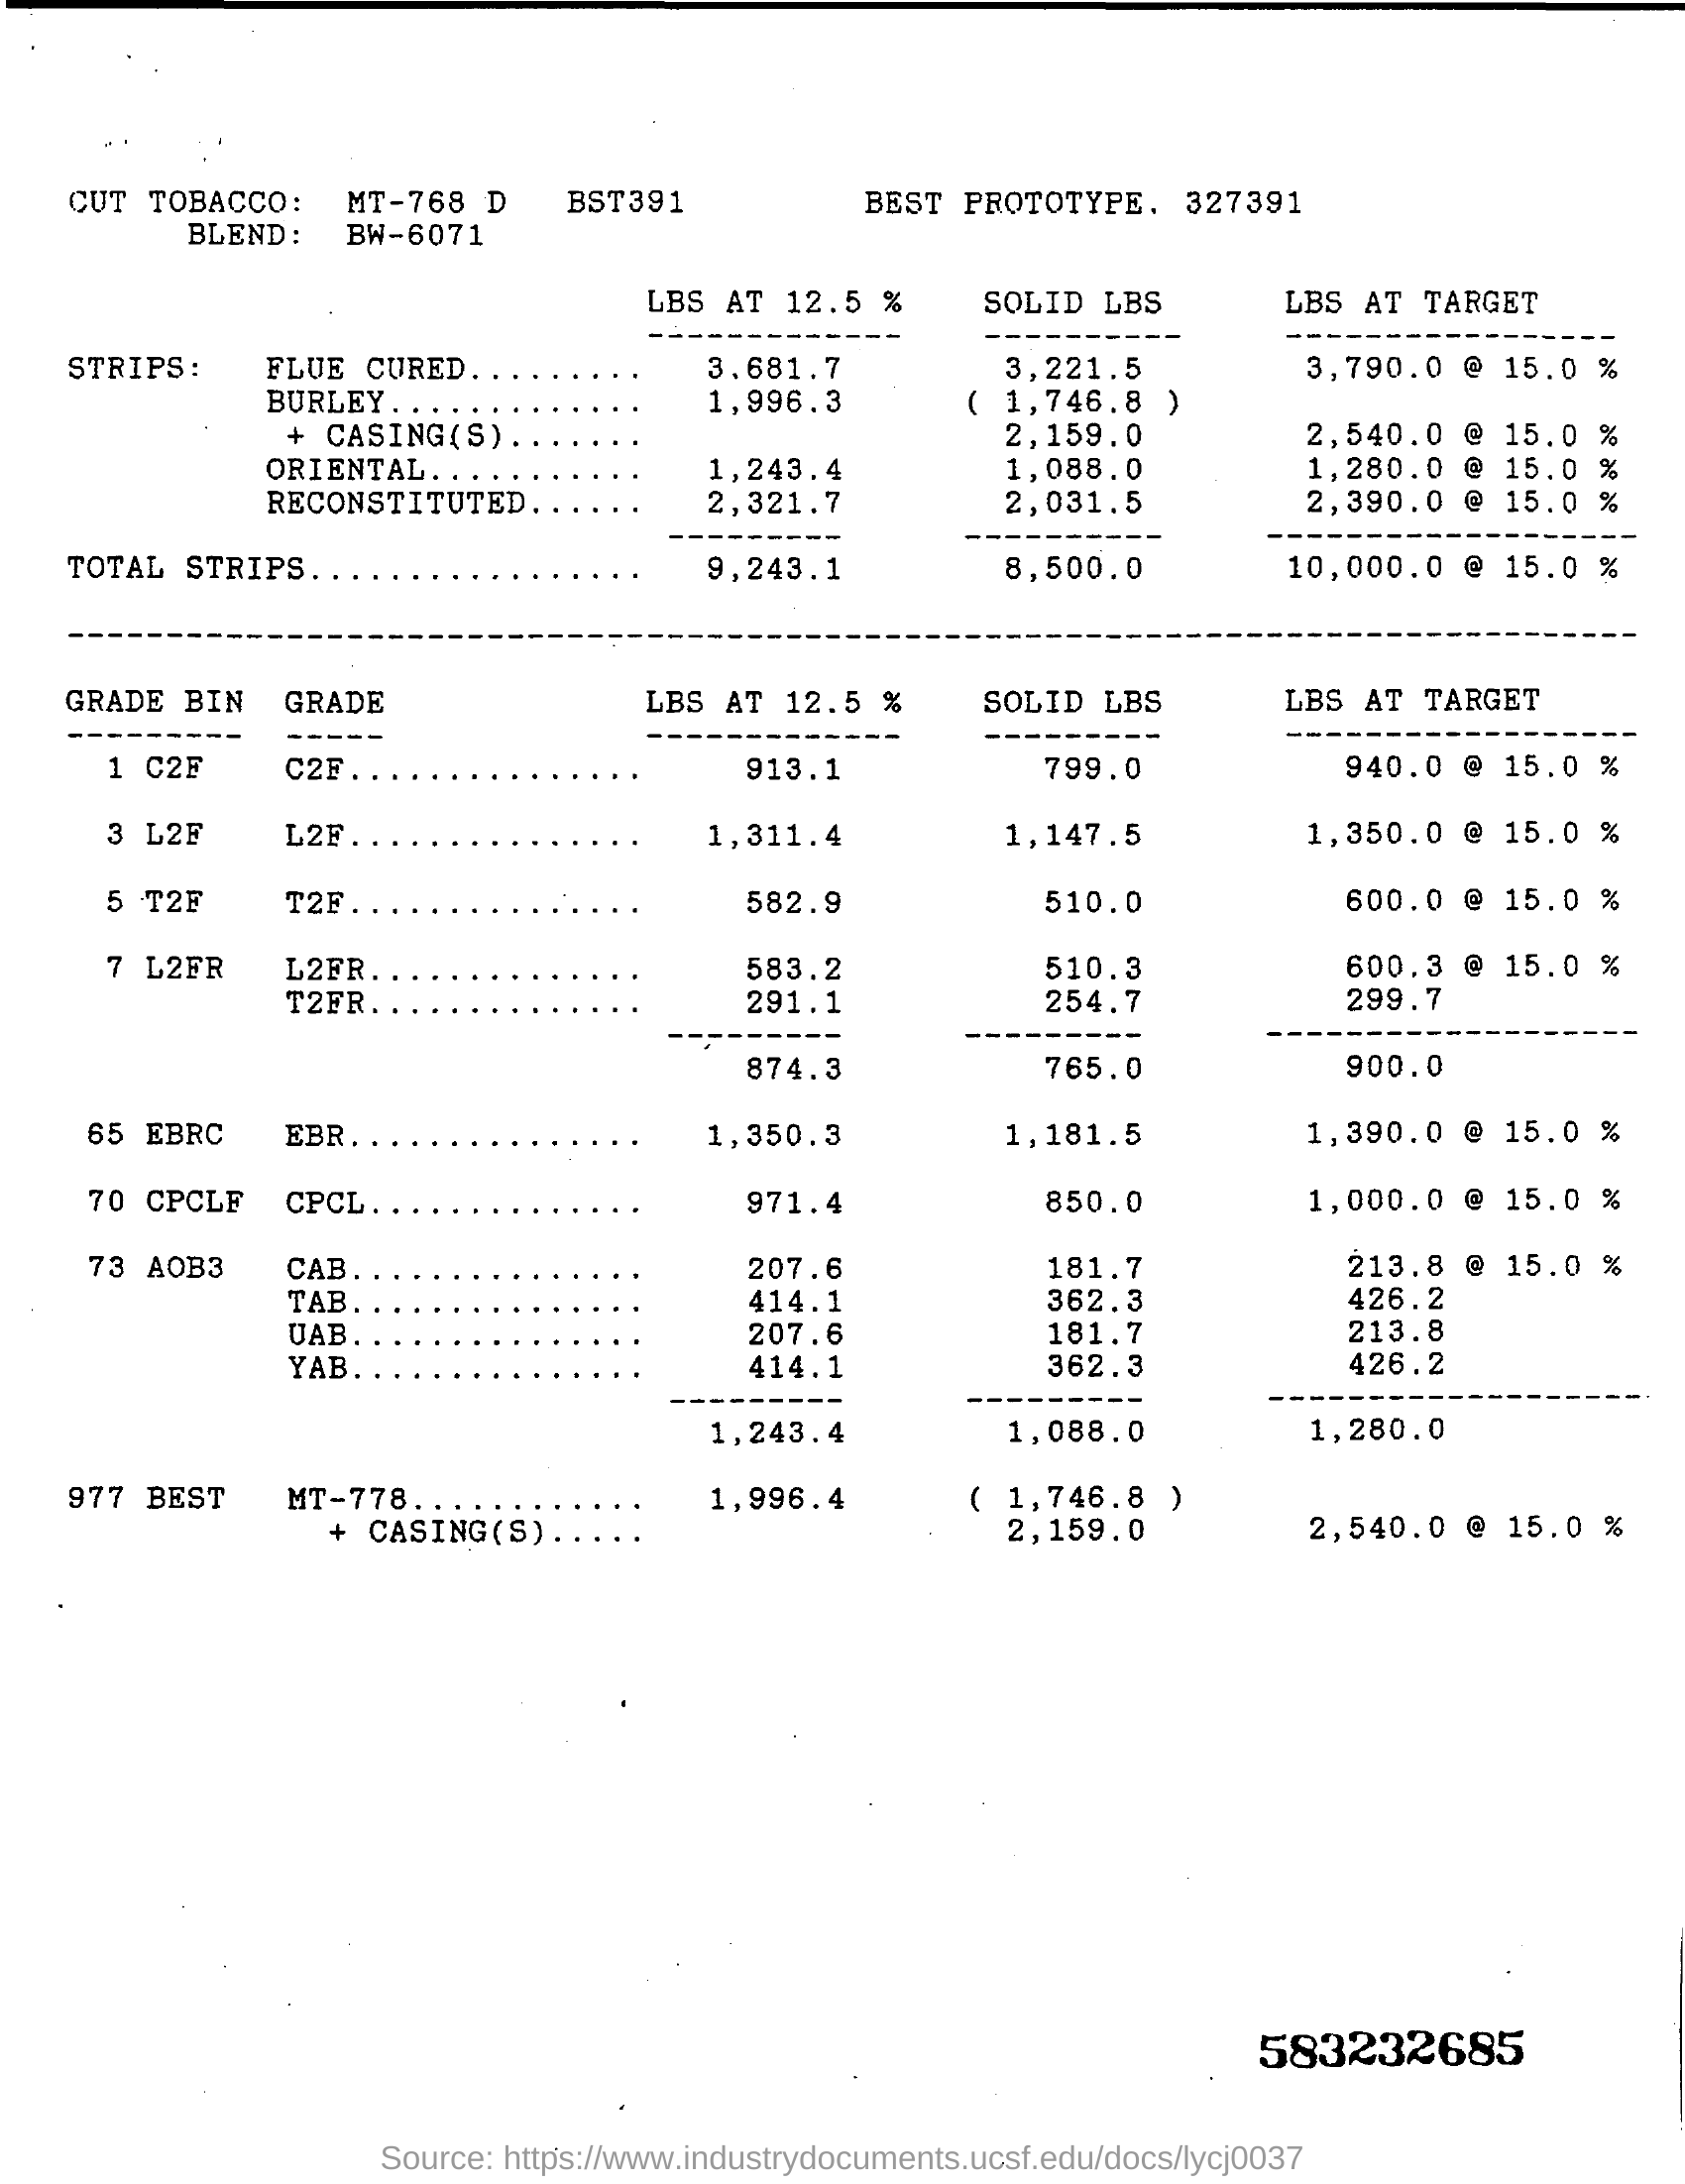 CUT TOBACCO: MT-768 D BST391 BEST PROTOTYPE. 327391
BLEND: BW-6071
LBS AT 12.5 % SOLID LBS LBS AT TARGET
------------- ---------- -----------------
STRIPS: FLUE CURED......... 3.681.7 3,221.5 3,790.0 @ 15.0 %
BURLEY............. 1,996.3 ( 1,746.8 )
+ CASING(S)....... 2,159.0 2,540.0 @ 15.0 %
ORIENTAL........... 1,243.4 1,088.0 1,280.0 @ 15.0 %
RECONSTITUTED...... 2,321.7 2,031.5 2,390.0 @ 15.0 %
--------- ---------- -------------------
TOTAL STRIPS................. 9,243.1 8,500.0 10,000.0 @ 15.0 %
-------------------------------------------------------------------------------
GRADE BIN GRADE LBS AT 12.5 % SOLID LBS LBS AT TARGET
--------- ----- ------------- --------- ------------------
1 C2F C2F............... 913.1 799.0 940.0 @ 15.0 %
3 L2F L2F............... 1,311.4 1,147.5 1,350.0 @ 15.0 %
5 T2F T2F............... 582.9 510.0 600.0 @ 15.0 %
7 L2FR L2FR.............. 583.2 510.3 600.3 @ 15.0 %
T2FR.............. 291.1 254.7 299.7
--------- --------- -------------------
874.3 765.0 900.0
65 EBRC EBR............... 1,350.3 1,181.5 1,390.0 @ 15.0 %
70 CPCLF CPCL.............. 971.4 850.0 1,000.0 @ 15.0 %
73 AOB3 CAB............... 207.6 181.7 213.8 @ 15.0 %
TAB............... 414.1 362.3 426.2
UAB............... 207.6 181.7 213.8
YAB............... 414.1 362.3 426.2
--------- --------- -------------------
1,243.4 1,088.0 1,280.0
977 BEST MT-778............ 1,996.4 ( 1,746.8 )
+ CASING(S)..... 2,159.0 2,540.0 @ 15.0 %
583232685
Source: https://www.industrydocuments.ucsf.edu/docs/lycj0037